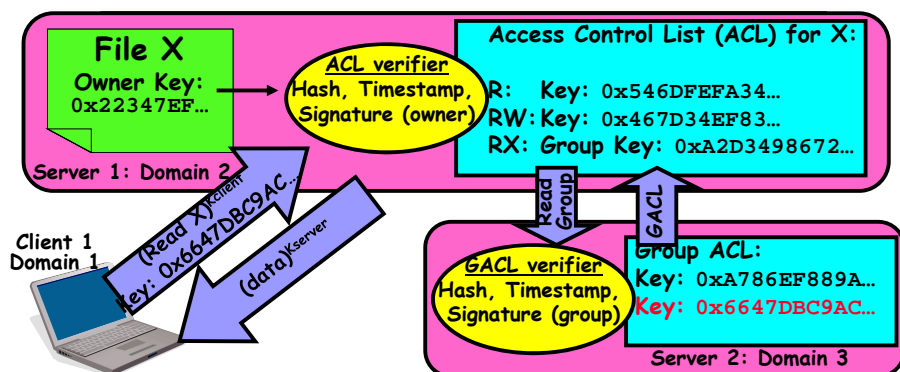 File X
Owner Key:
0x22347EF...
ACL verifier
Hash, Timestamp,
Signature (owner)
Access Control List (ACL) for X:
R: Key: 0x546DFEFA34...
RW: Key: 0x467D34EF83...
RX: Group Key: 0xA2D3498672...
Server 1: Domain 2
Client 1
Domain 1
(Read X)Kclient
Key: 0x6647DBC9AC...
(data)Kserver
Read
Group
GACL
GACL verifier
Hash, Timestamp,
Signature (group)
Group ACL:
Key: 0xA786EF889A...
Key: 0x6647DBC9AC...
Server 2: Domain 3